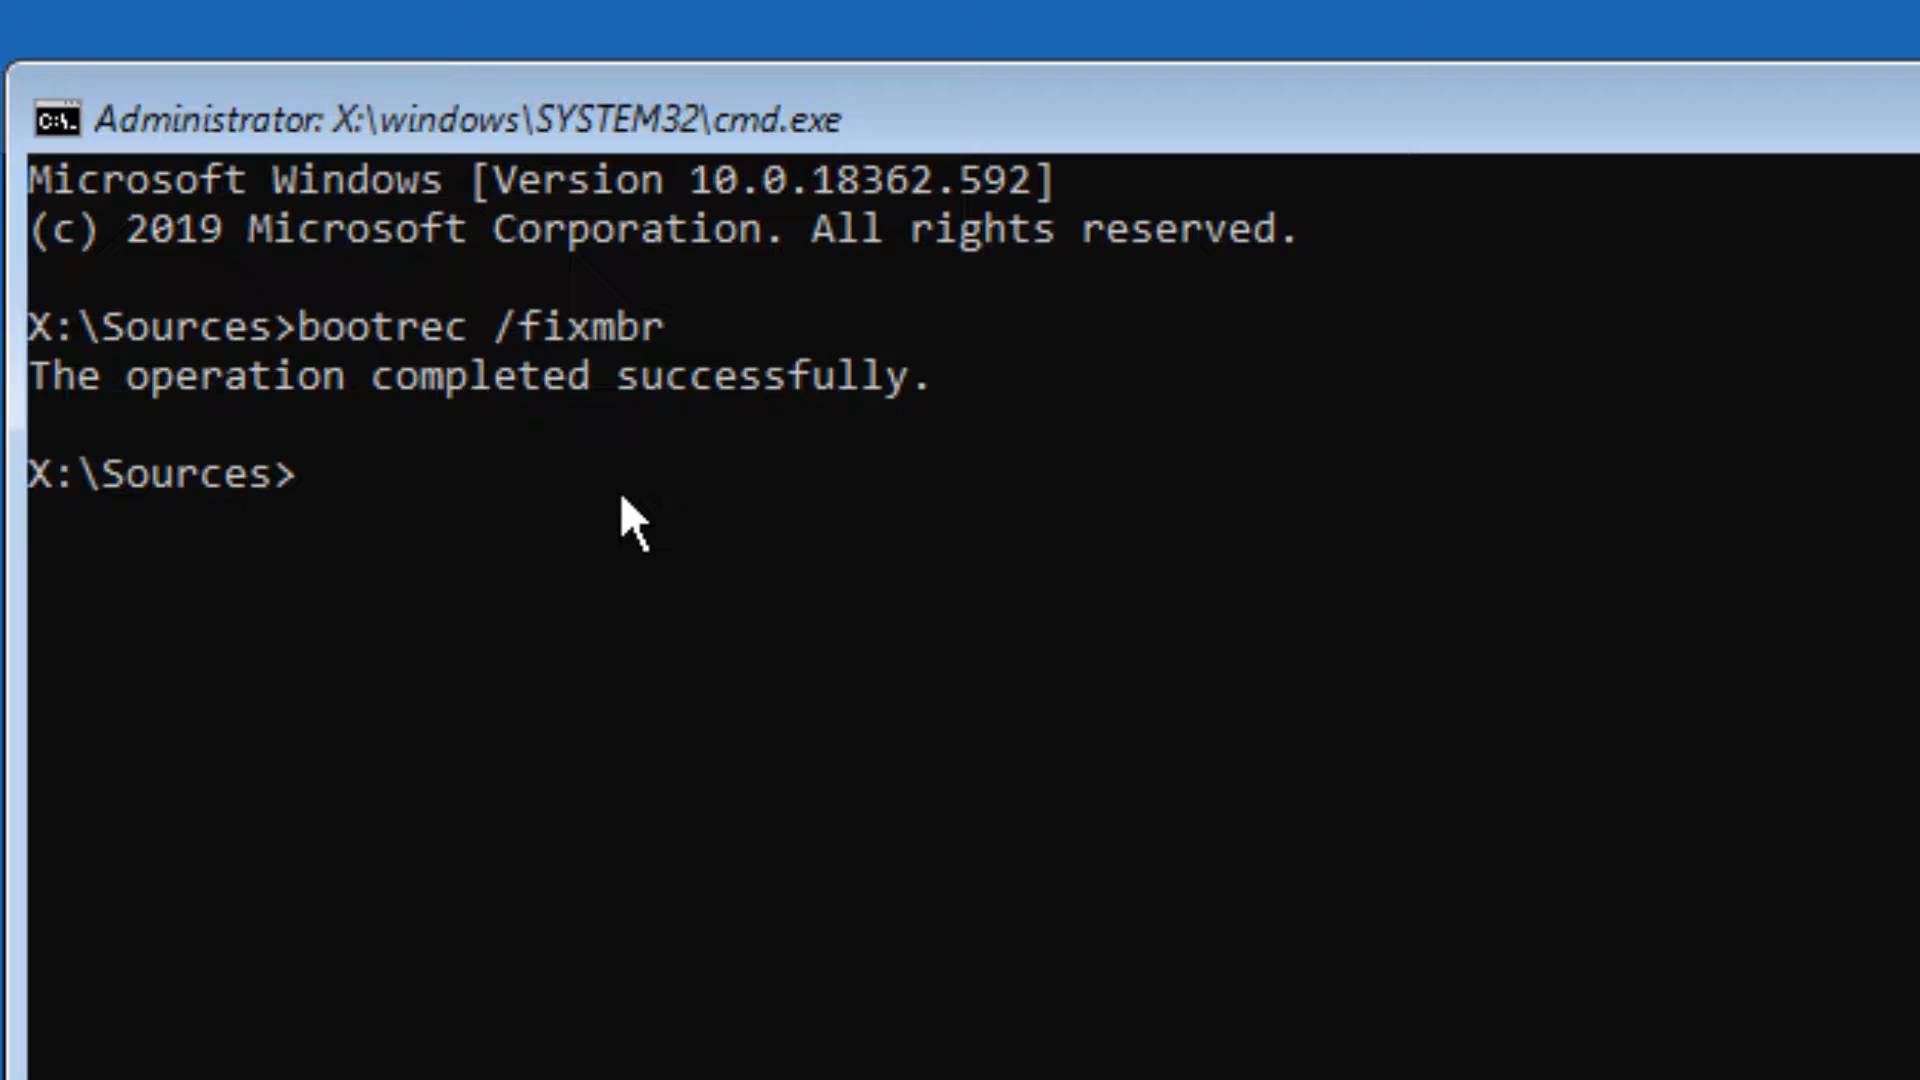 Administrator: X:\windows\SYSTEM32\cmd.exe
Microsoft Windows [Version 10.0.18362.592]
(c) 2019 Microsoft Corporation. All rights reserved.
X:\Sources>bootrec /fixmbr
The operation completed successfully.
X:\Sources>